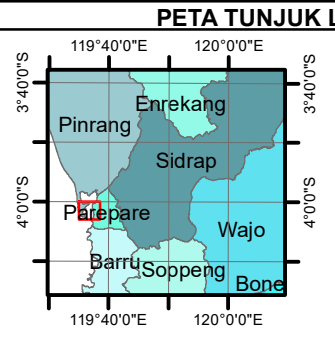 PETA TUNJUK L
119°40'0"E 120°0'0"E
3°40'0"S
3°40'0"S
Enrekang
Pinrang
Sidrap
4°0'0"S
4°0'0"S
Parepare
Wajo
Barru
Soppeng
Bone
119°40'0"E 120°0'0"E